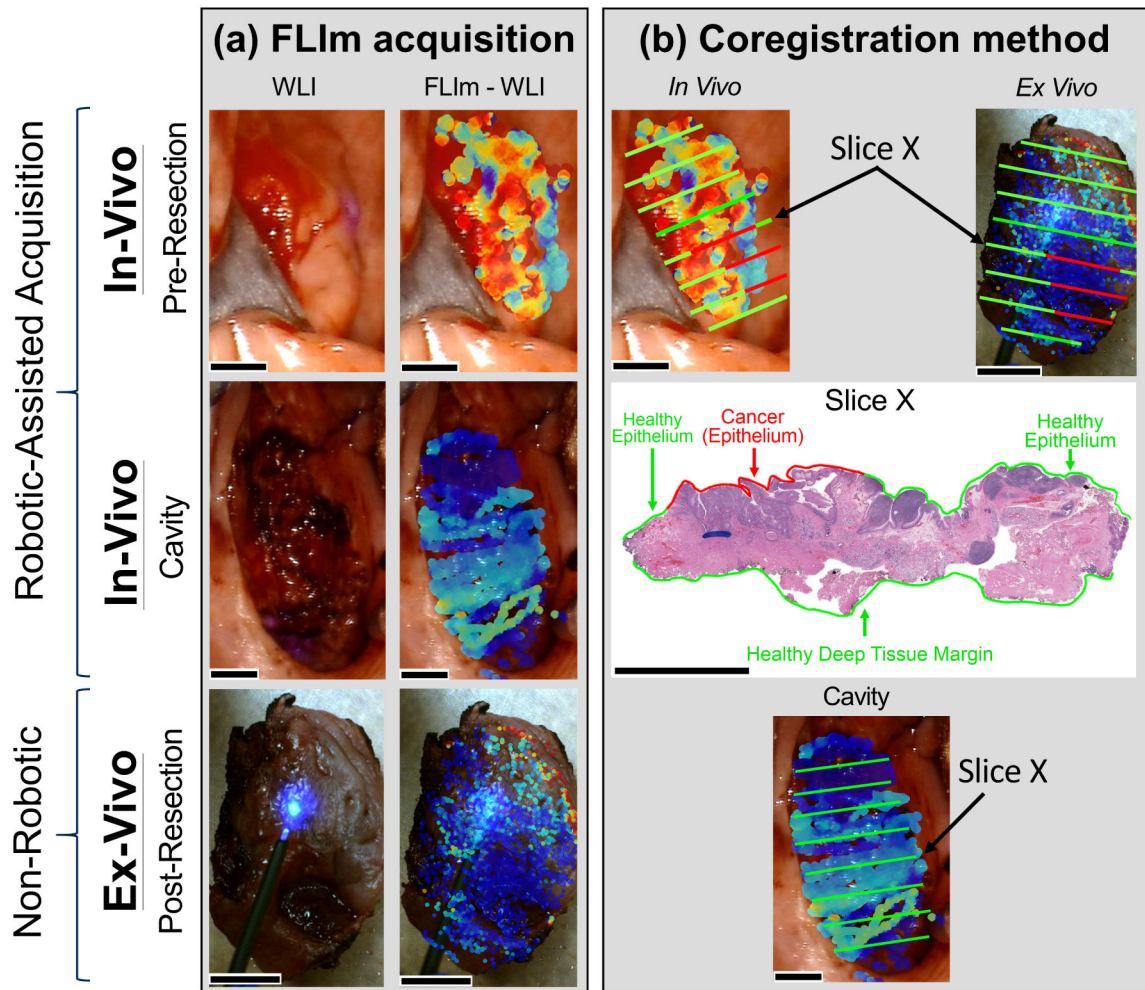 (a) FLIm acquisition
WLI
FLIm - WLI
Robotic-Assisted Acquisition
In-Vivo
Pre-Resection
In-Vivo
Cavity
Non-Robotic
Ex-Vivo
Post-Resection
(b) Coregistration method
In Vivo
Ex Vivo
Slice X
Slice X
Healthy
Epithelium
Cancer
(Epithelium)
Healthy
Epithelium
Healthy Deep Tissue Margin
Cavity
Slice X